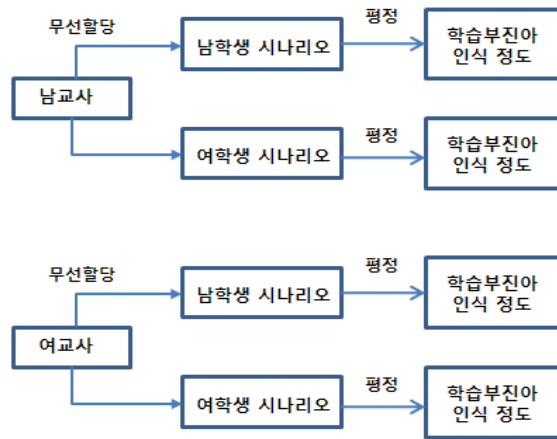 평정
무선할당
남학생 시나리오
학습부진아
인식 정도
남교사
평정
여학생 시나리오
학습부진아
인식 정도
평정
무선할당
남학생 시나리오
학습부진아
인식 정도
여교사
평정
여학생 시나리오
학습부진아
인식 정도